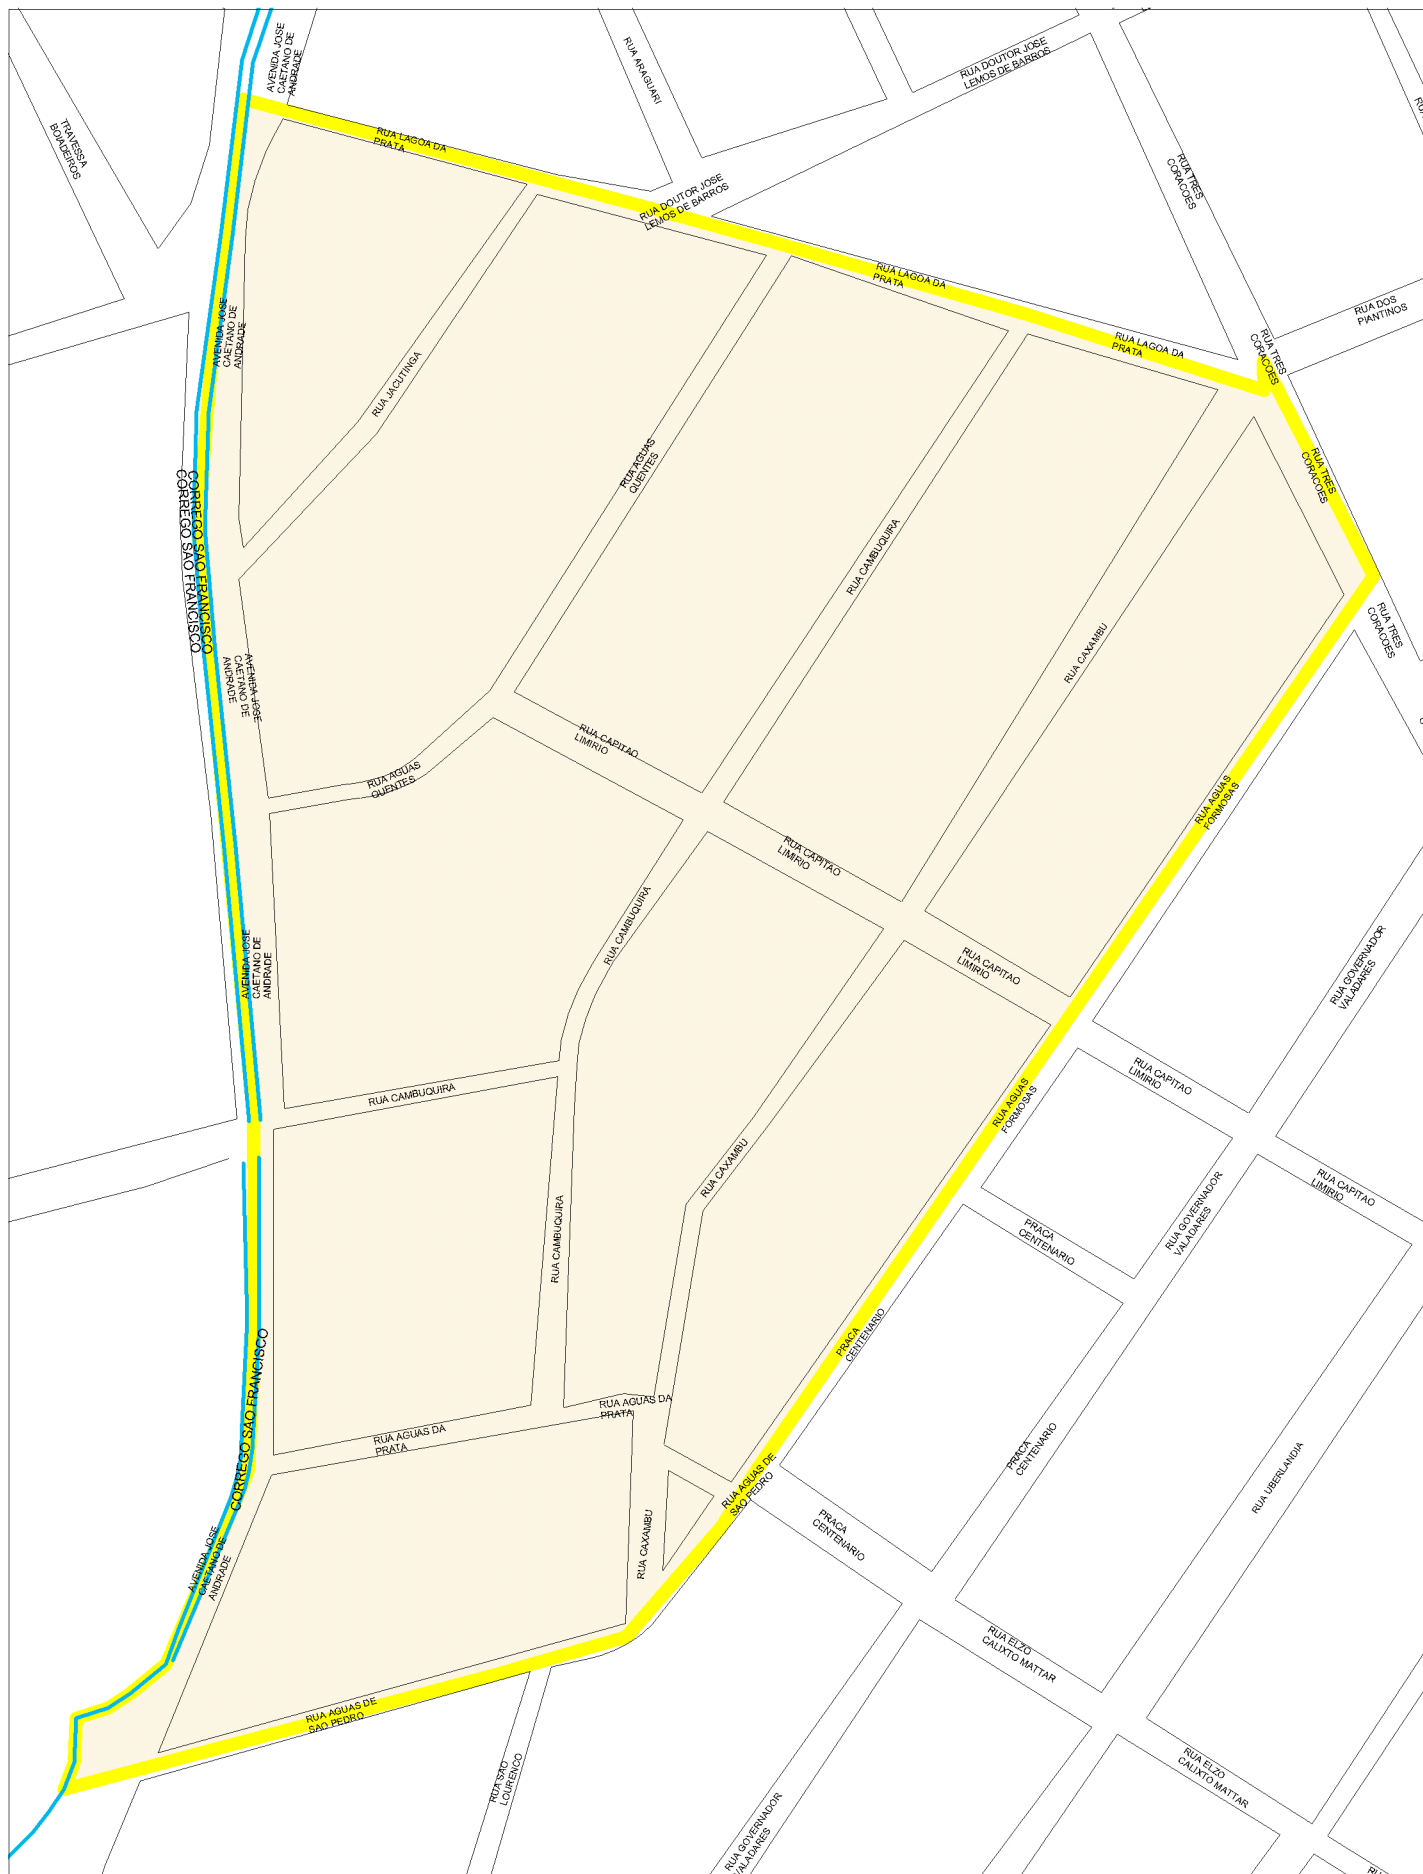 AVENIDA JOSE
CAETANO DE
ANDRADE
RUA ARAGUARI
RUA DOUTOR JOSE
LEMOS DE BARROS
TRAVESSA
BOIADEIROS
RUA LAGOA DA
PRATA
RUA TRES
CORACOES
RUA DOUTOR JOSE
LEMOS DE BARROS
RUA LAGOA DA
PRATA
RUA DOS
PIANTINOS
AVENIDA JOSE
CAETANO DE
ANDRADE
RUA LAGOA DA
PRATA
RUA TRES
CORACOES
RUA JACUTINGA
RUA AGUAS
QUENTES
RUA TRES
CORACOES
CORREGO SAO FRANCISCO
CORREGO SAO FRANCISCO
RUA CAMBUQUIRA
RUA CAXAMBU
RUA TRES
CORACOES
AVENIDA JOSE
CAETANO DE
ANDRADE
RUA CAPITAO
LIMIRIO
RUA AGUAS
QUENTES
RUA AGUAS
FORMOSAS
RUA CAPITAO
LIMIRIO
RUA CAMBUQUIRA
AVENIDA JOSE
CAETANO DE
ANDRADE
RUA CAPITAO
LIMIRIO
RUA GOVERNADOR
VALADARES
RUA CAMBUQUIRA
RUA AGUAS
FORMOSAS
RUA CAPITAO
LIMIRIO
RUA CAXAMBU
RUA CAPITAO
LIMIRIO
RUA GOVERNADOR
VALADARES
RUA CAMBUQUIRA
PRACA
CENTENARIO
PRACA
CENTENARIO
CORREGO SAO FRANCISCO
RUA AGUAS DA
PRATA
RUA AGUAS DA
PRATA
PRACA
CENTENARIO
RUA UBERLANDIA
RUA AGUAS DE
SAO PEDRO
PRACA
CENTENARIO
AVENIDA JOSE
CAETANO DE
ANDRADE
RUA CAXAMBU
RUA ELZO
CALIXTO MATTAR
RUA AGUAS DE
SAO PEDRO
RUA SAO
LOURENCO
RUA ELZO
CALIXTO MATTAR
RUA GOVERNADOR
VALADARES